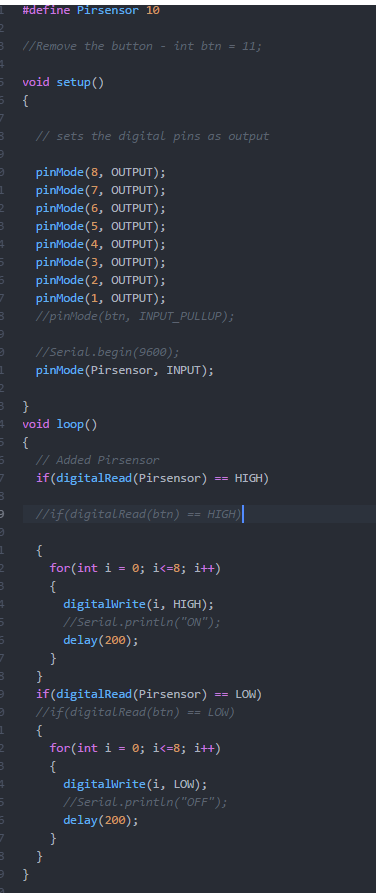 #define Pirsensor 10
//Remove the button - int btn = 11;
void setup()
{
// sets the digital pins as output
pinMode(8, OUTPUT);
pinMode(7, OUTPUT);
pinMode(6, OUTPUT);
pinMode(5, OUTPUT);
pinMode(4, OUTPUT);
pinMode(3, OUTPUT);
pinMode(2, OUTPUT);
pinMode(1, OUTPUT);
//pinMode(btn, INPUT_PULLUP);
//Serial.begin(9600);
pinMode(Pirsensor, INPUT);
}
void loop()
{
// Added Pirsensor
if(digitalRead(Pirsensor) == HIGH)
//if(digitalRead(btn) == HIGH)
{
for(int i = 0; i<=8; i++)
{
digitalWrite(i, HIGH);
//Serial.println("ON");
delay(200);
}
}
if(digitalRead(Pirsensor) == LOW)
//if(digitalRead(btn) == LOW)
{
for(int i = 0; i<=8; i++)
{
digitalWrite(i, LOW);
//Serial.println("OFF");
delay(200);
}
}
}